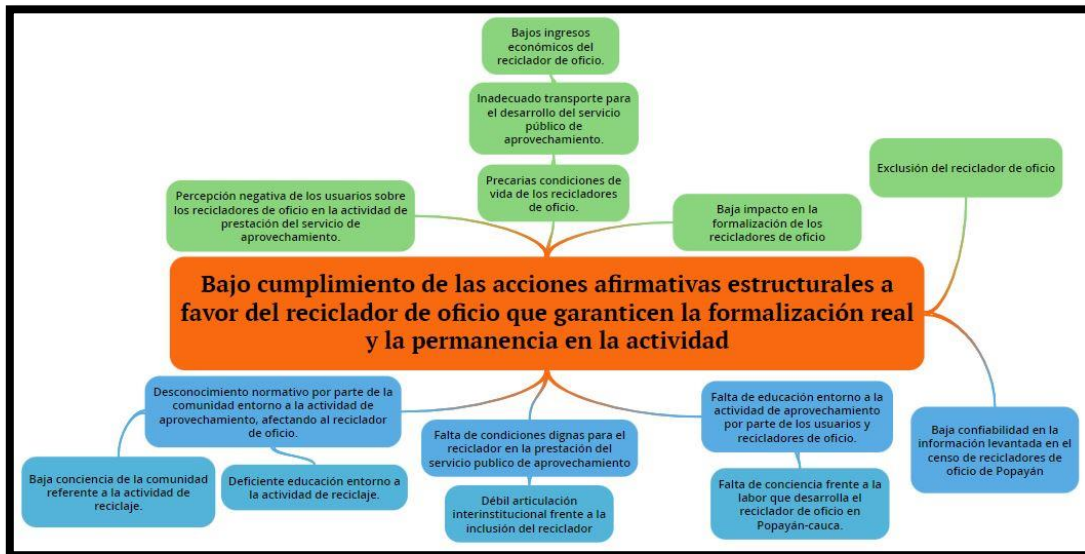 Bajos ingresos
económicos del
reciclador de oficio.
Inadecuado transporte para
el desarrollo del servicio
público de
aprovechamiento.
Exclusión del reciclador de oficio
Precarias condiciones de
vida de los recicladores
de oficio.
Percepción negativa de los usuarios sobre
los recicladores de oficio en la actividad de
prestación del servicio de
aprovechamiento.
Baja impacto en la
formalización de los
recicladores de oficio
Bajo cumplimiento de las acciones afirmativas estructurales a
favor del reciclador de oficio que garanticen la formalización real
y la permanencia en la actividad
Desconocimiento normativo por parte de la
comunidad entorno a la actividad de
aprovechamiento, afectando al reciclador
de oficio.
Falta de educación entorno a la
actividad de aprovechamiento
por parte de los usuarios y
recicladores de oficio.
Falta de condiciones dignas para el
reciclador en la prestación del
servicio publico de aprovechamiento
Baja confiabilidad en la
información levantada en el
censo de recicladores de
oficio de Popayán
Baja conciencia de la comunidad
referente a la actividad de
reciclaje.
Deficiente educación entorno a
la actividad de reciclaje.
Débil articulación
interinstitucional frente a la
inclusión del reciclador
Falta de conciencia frente a la
labor que desarrolla el
reciclador de oficio en
Popayán-cauca.